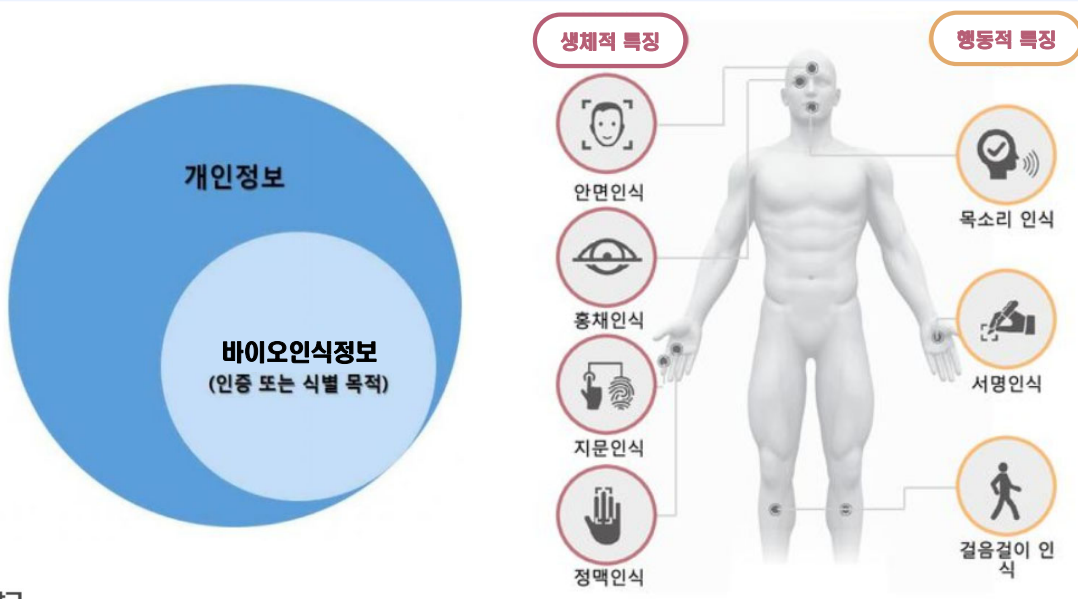 개인정보
바이오인식정보
(인증 또는 식별 목적)
생체적 특징
안면인식
홍채인식
지문인식
정맥인식
행동적 특징
목소리 인식
서명인식
걸음걸이 인
식